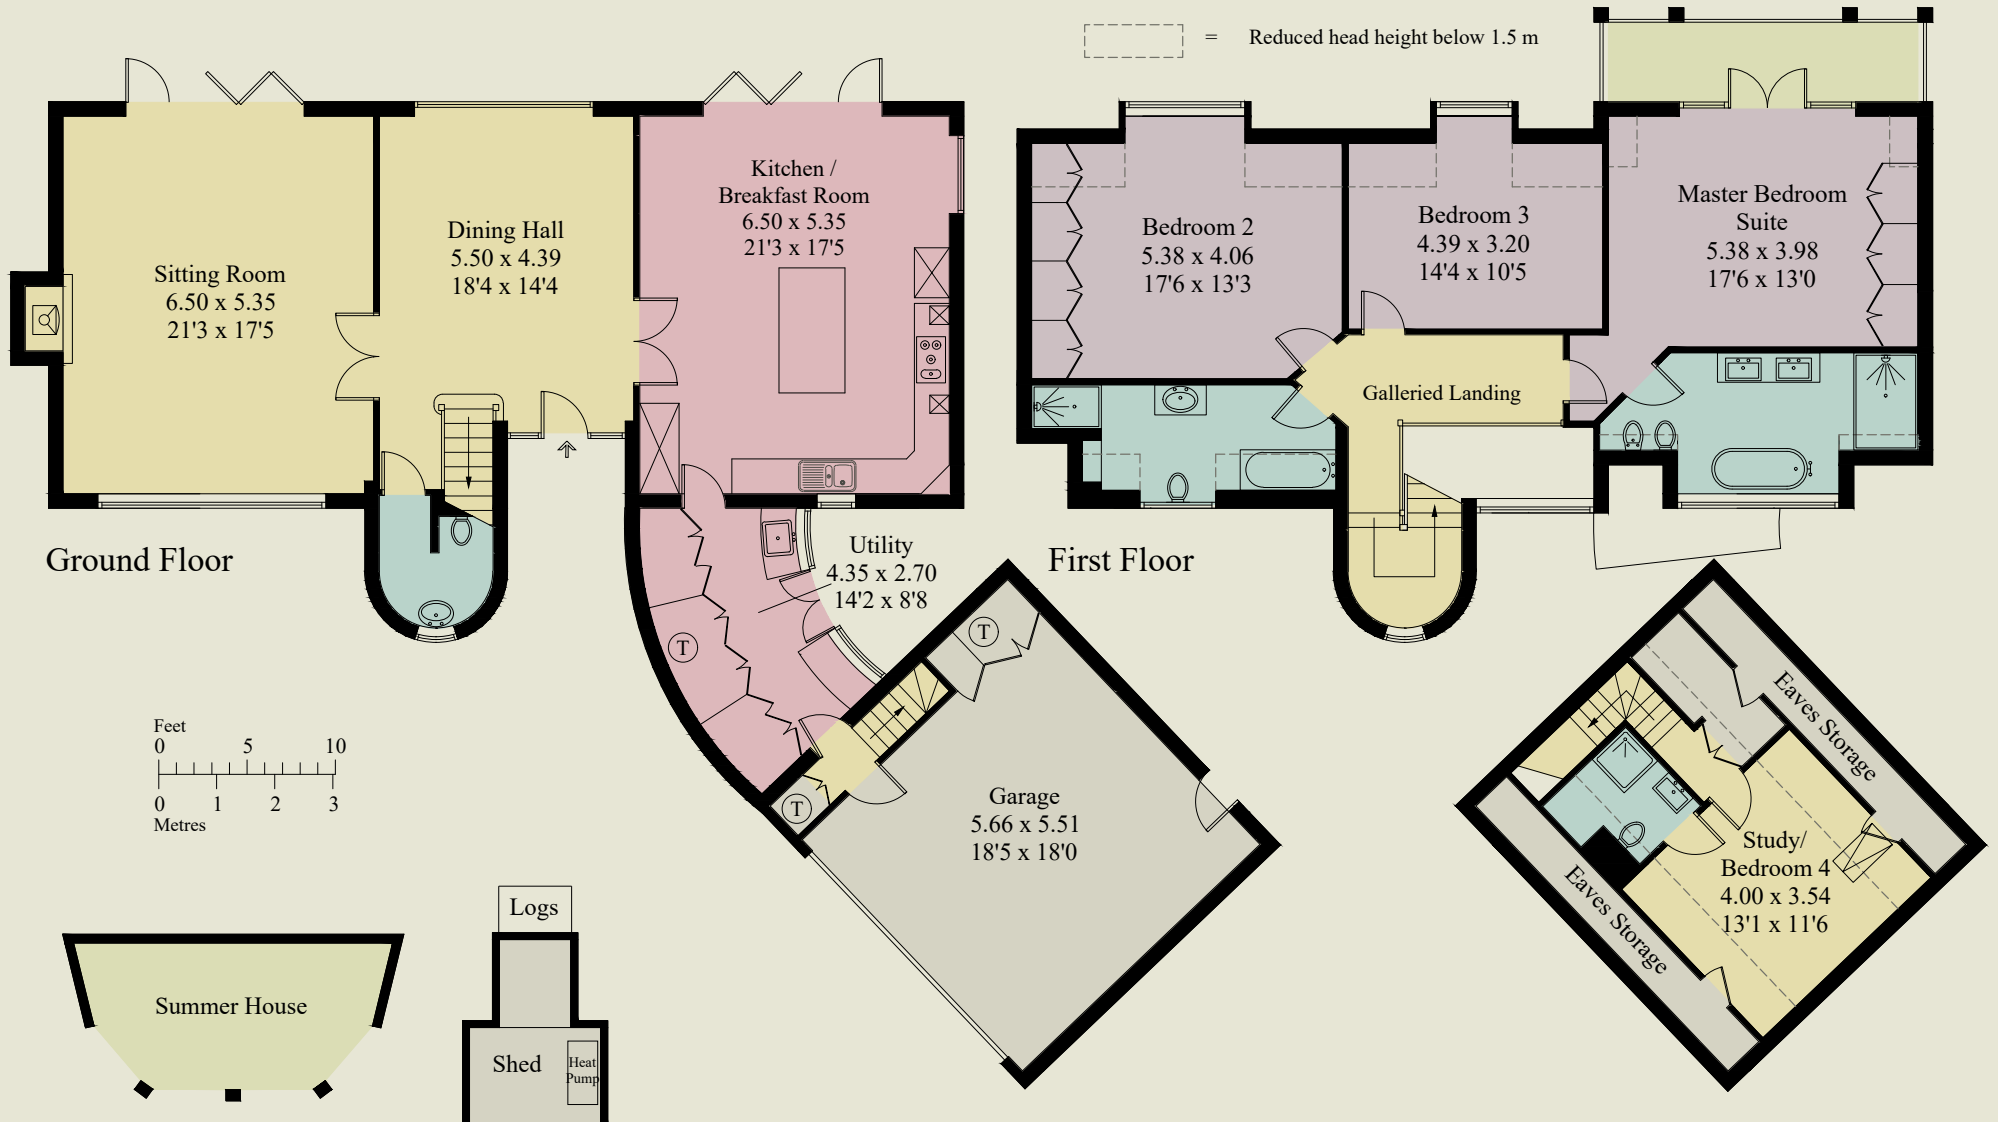 = Reduced head height below 1.5 m
Kitchen /
Breakfast Room
6.50 x 5.35
21'3 x 17'5
Dining Hall
5.50 x 4.39
18'4 x 14'4
Sitting Room
6.50 x 5.35
21'3 x 17'5
Bedroom 2
5.38 x 4.06
17'6 x 13'3
Bedroom 3
4.39 x 3.20
14'4 x 10'5
Master Bedroom
Suite
5.38 x 3.98
17'6 x 13'0
Galleried Landing
Ground Floor
Utility
4.35 x 2.70
14'2 x 8'8
First Floor
T
T
T
Feet
0 5 10
0 1 2 3
Metres
Garage
5.66 x 5.51
18'5 x 18'0
Eaves Storage
Study/
Bedroom 4
4.00 x 3.54
13'1 x 11'6
Eaves Storage
Logs
Summer House
Shed
Heat
Pump